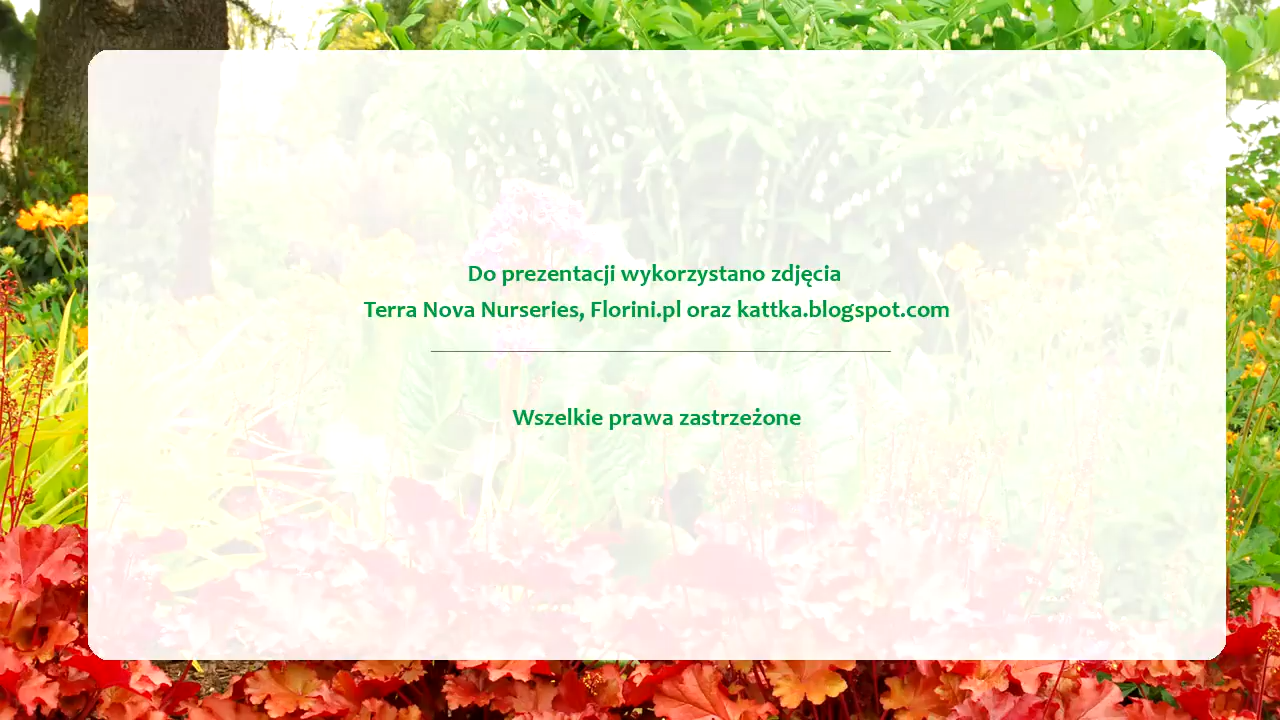 Do prezentacji wykorzystano zdjęcia
Terra Nova Nurseries, Florini.pl oraz kattka.blogspot.com
Wszelkie prawa zastrzeżone